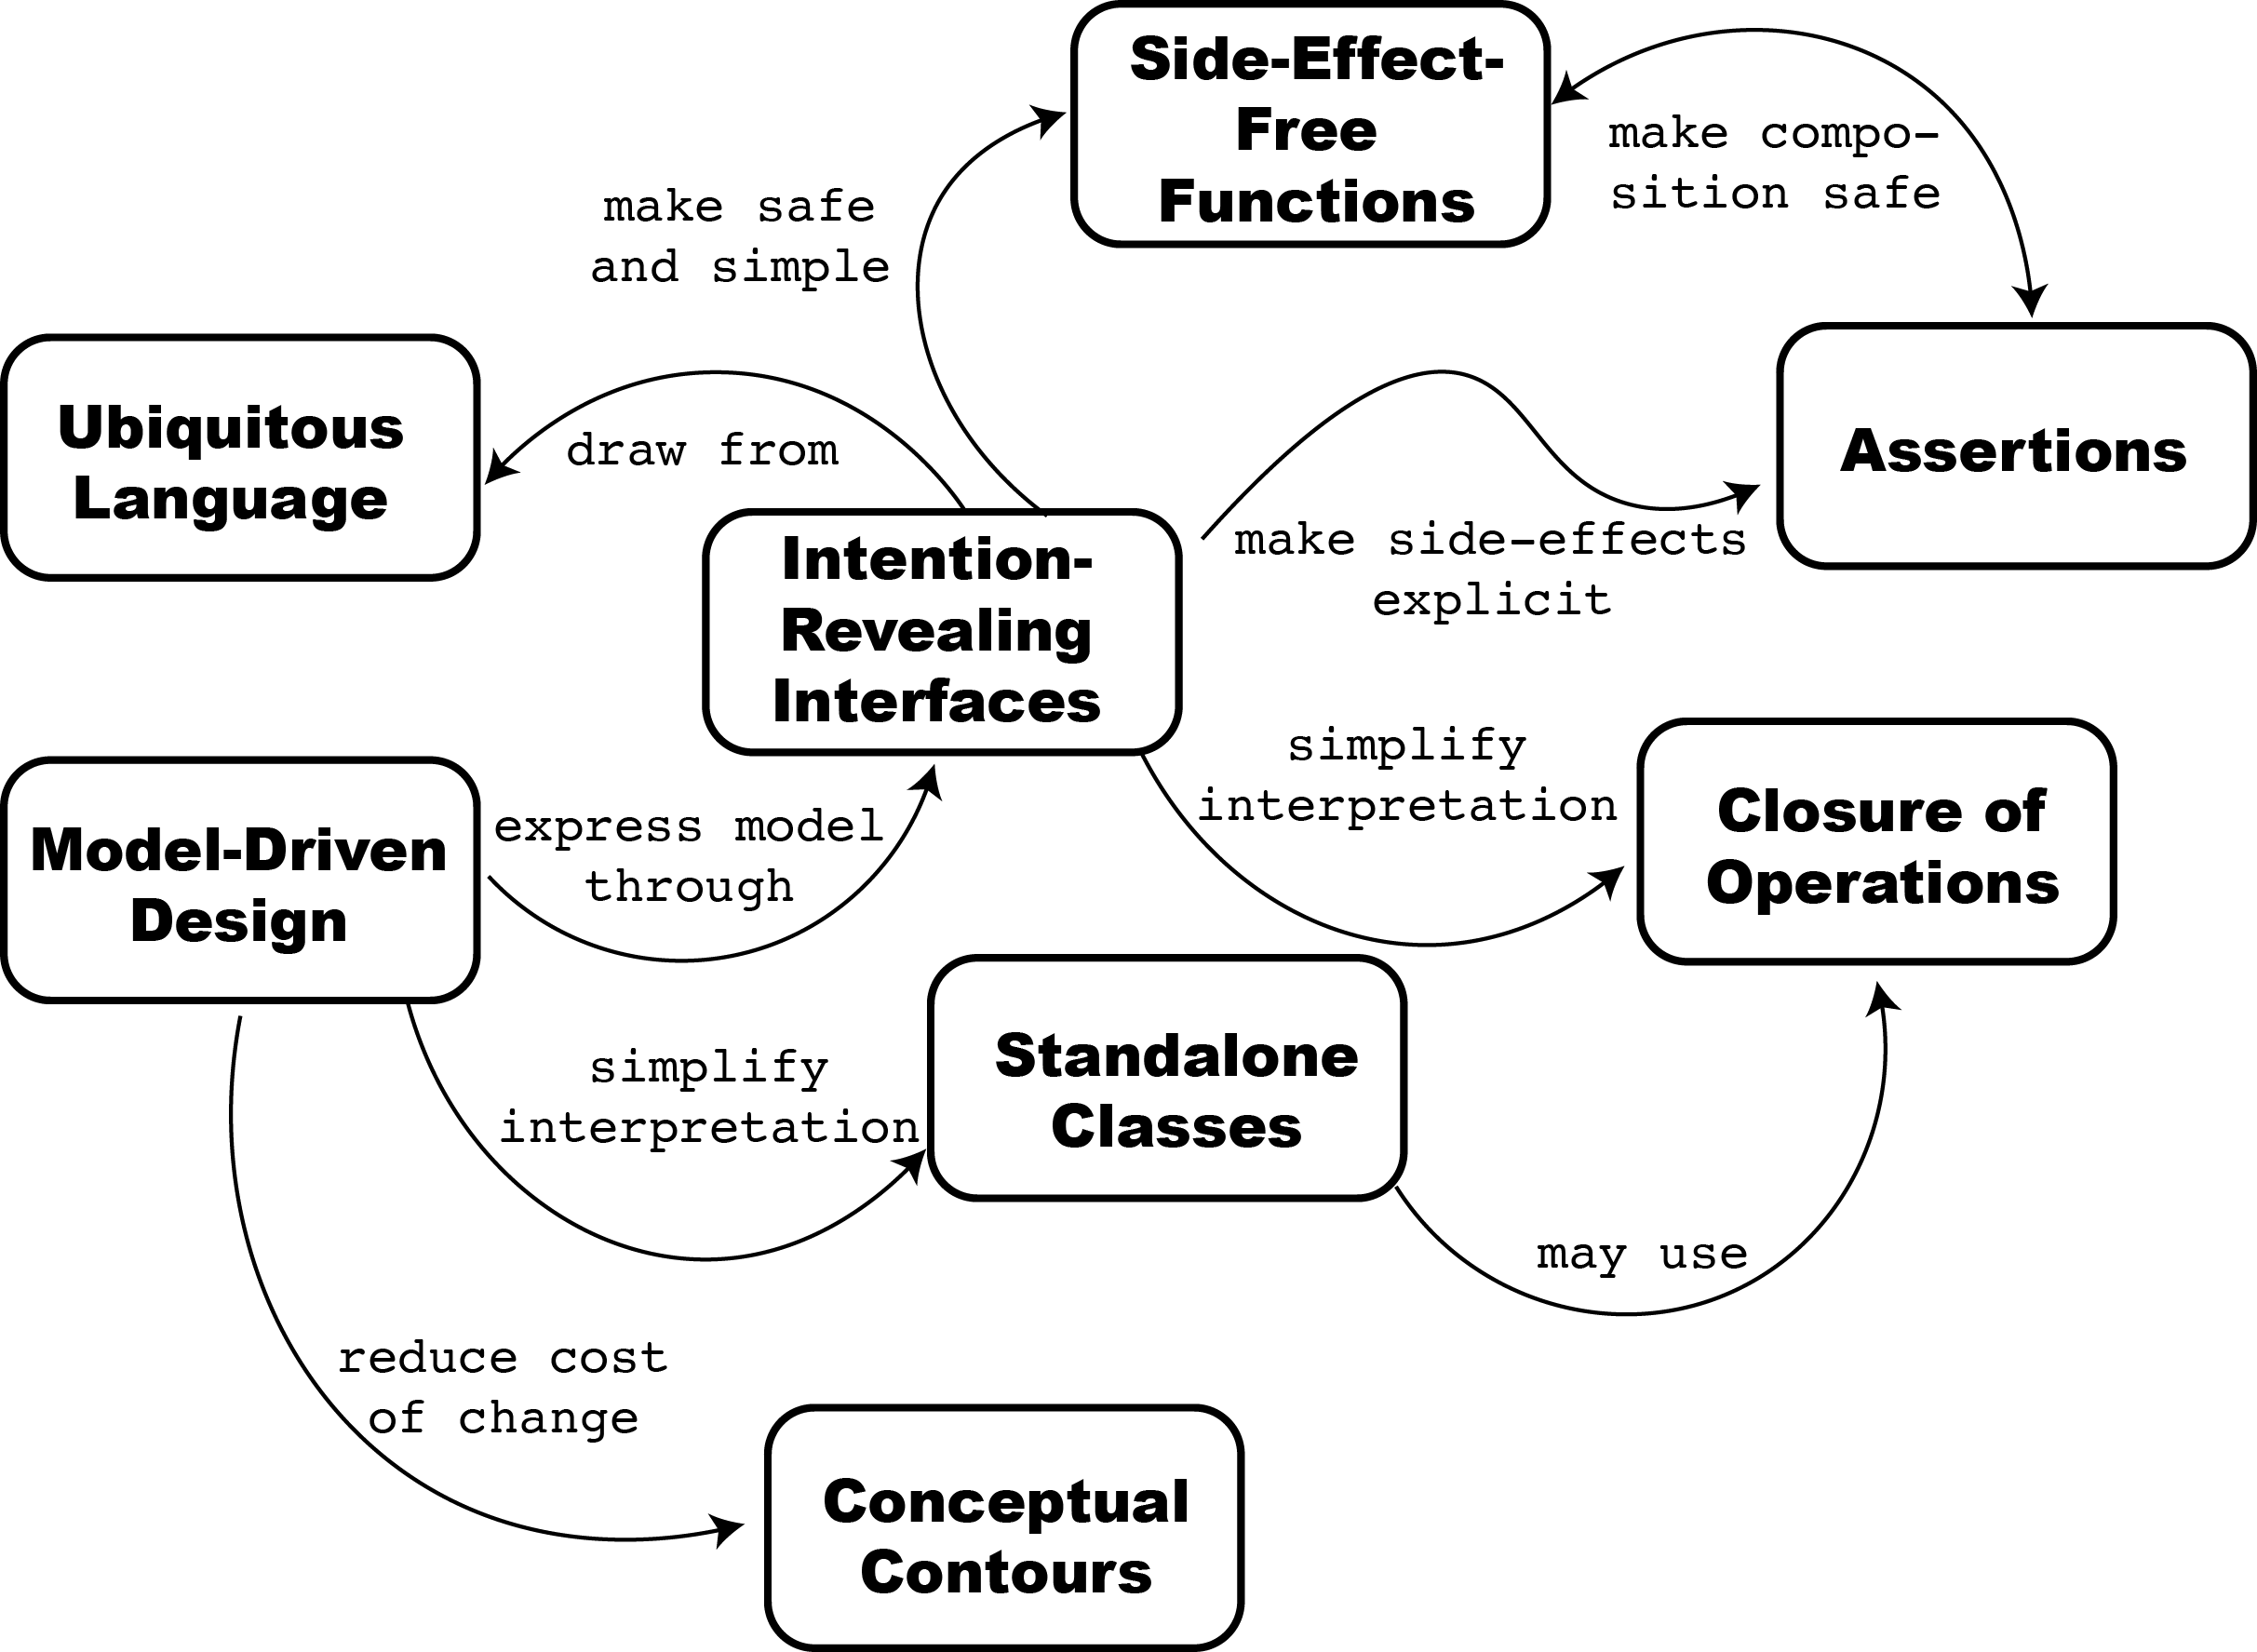 Side-Effect-
Free
Functions
make compo-
sition safe
make safe
and simple
Ubiquitous
Language
draw from
Assertions
Intention-
Revealing
Interfaces
make side-effects
explicit
simplify
interpretation
Closure of
Operations
Model-Driven
Design
express model
through
Standalone
Classes
simplify
interpretation
may use
reduce cost
of change
Conceptual
Contours